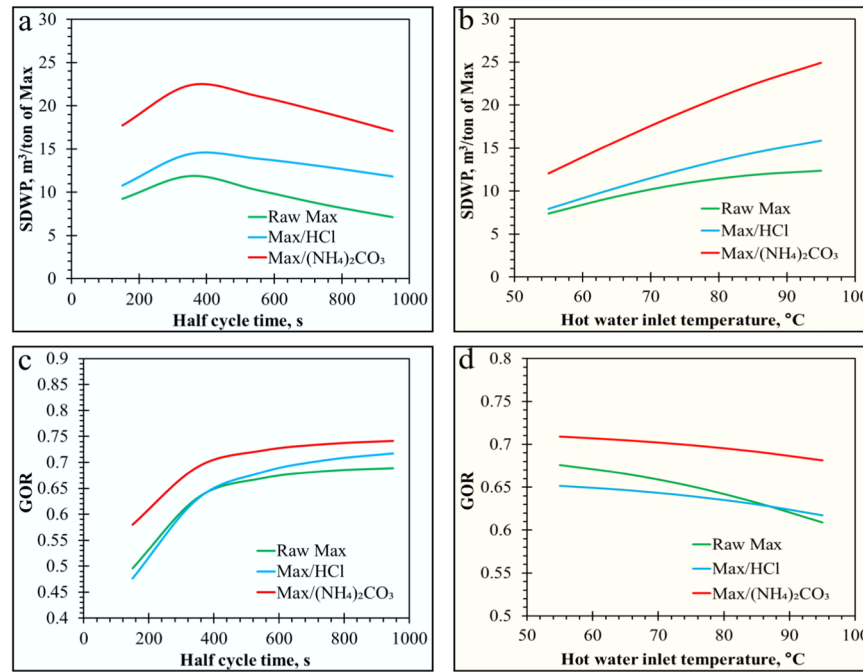 a
30
25
20
15
10
5
0
SDWP, m³/ton of Max
Raw Max
Max/HCl
Max/(NH₄)₂CO₃
0 200 400 600 800 1000
Half cycle time, s
b
30
25
20
15
10
5
0
SDWP, m³/ton of Max
Raw Max
Max/HCl
Max/(NH₄)₂CO₃
50 60 70 80 90 100
Hot water inlet temperature, °C
c
0.9
0.85
0.8
0.75
0.7
0.65
0.6
0.55
0.5
0.45
0.4
GOR
Raw Max
Max/HCl
Max/(NH₄)₂CO₃
0 200 400 600 800 1000
Half cycle time, s
d
0.8
0.75
0.7
0.65
0.6
0.55
0.5
GOR
Raw Max
Max/HCl
Max/(NH₄)₂CO₃
50 60 70 80 90 100
Hot water inlet temperature, °C